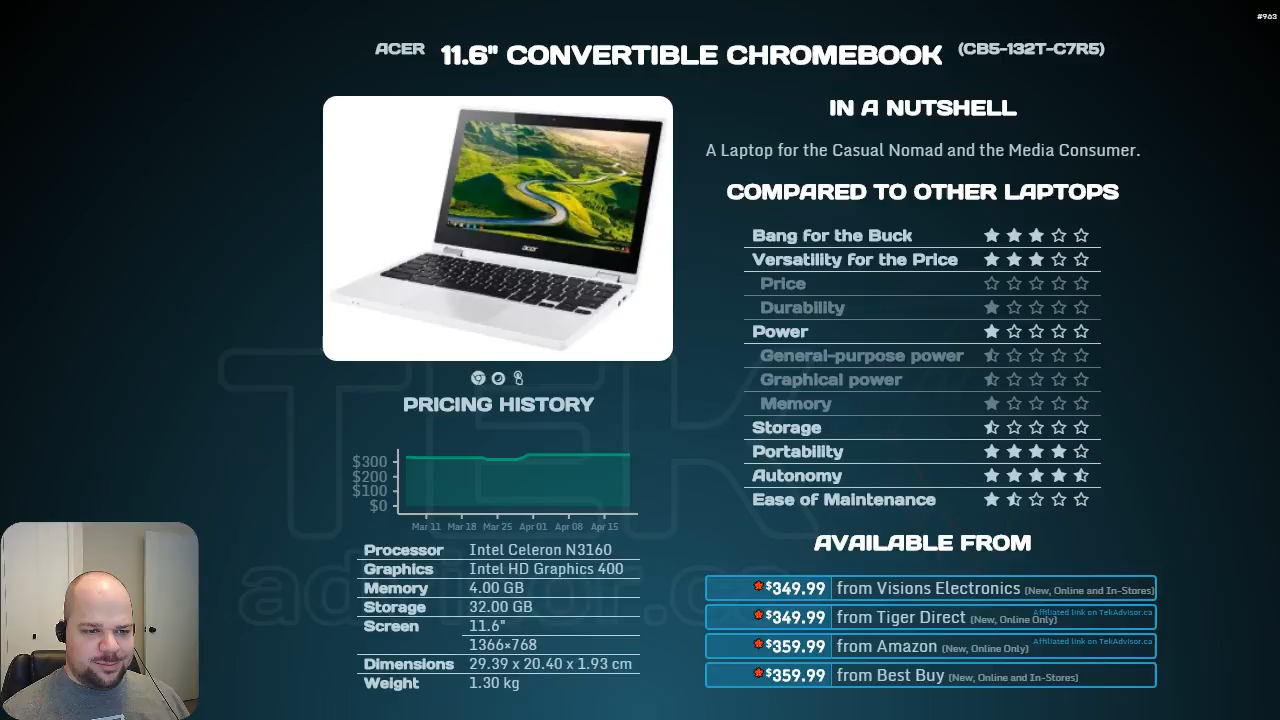 #963
ACER 11.6" CONVERTIBLE CHROMEBOOK (CB5-132T-C7R5)
acer
PRICING HISTORY
$300
$200
$100
$0
Mar 11 Mar 18 Mar 25 Apr 01 Apr 08 Apr 15
Processor Intel Celeron N3160
Graphics Intel HD Graphics 400
Memory 4.00 GB
Storage 32.00 GB
Screen 11.6"
1366×768
Dimensions 29.39 x 20.40 x 1.93 cm
Weight 1.30 kg
IN A NUTSHELL
A Laptop for the Casual Nomad and the Media Consumer.
COMPARED TO OTHER LAPTOPS
Bang for the Buck
Versatility for the Price
Price
Durability
Power
General-purpose power
Graphical power
Memory
Storage
Portability
Autonomy
Ease of Maintenance
AVAILABLE FROM
$349.99 from Visions Electronics (New, Online and In-Stores)
$349.99 from Tiger Direct (New, Online Only) Affiliated link on TekAdvisor.ca
$359.99 from Amazon (New, Online Only) Affiliated link on TekAdvisor.ca
$359.99 from Best Buy (New, Online and In-Stores)